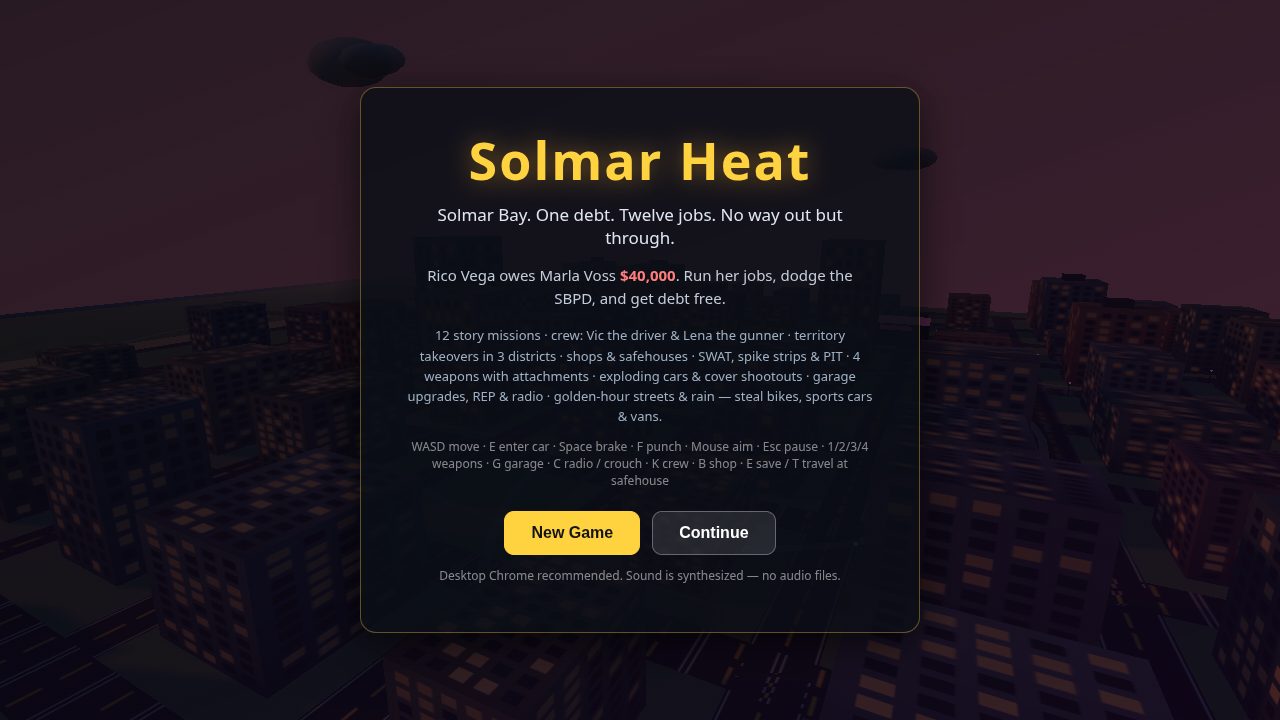 Solmar Heat
Solmar Bay. One debt. Twelve jobs. No way out but
through.
Rico Vega owes Marla Voss $40,000. Run her jobs, dodge the
SBPD, and get debt free.
12 story missions · crew: Vic the driver & Lena the gunner · territory
takeovers in 3 districts · shops & safehouses · SWAT, spike strips & PIT · 4
weapons with attachments · exploding cars & cover shootouts · garage
upgrades, REP & radio · golden-hour streets & rain — steal bikes, sports cars
& vans.
WASD move · E enter car · Space brake · F punch · Mouse aim · Esc pause · 1/2/3/4
weapons · G garage · C radio / crouch · K crew · B shop · E save / T travel at
safehouse
New Game
Continue
Desktop Chrome recommended. Sound is synthesized — no audio files.